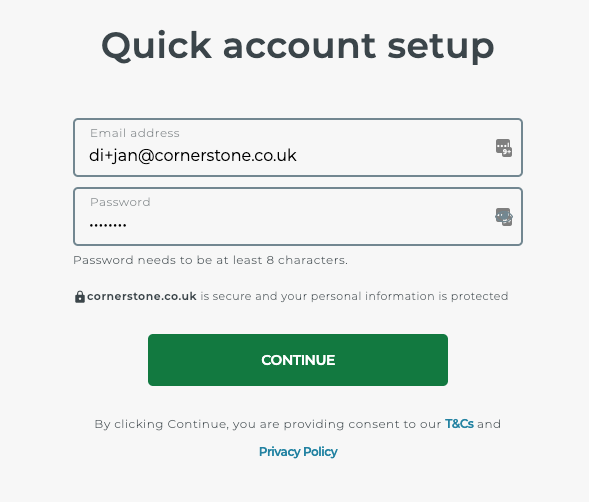 Quick account setup
Email address
di+jan@cornerstone.co.uk
Password
••••••••
Password needs to be at least 8 characters.
cornerstone.co.uk is secure and your personal information is protected
CONTINUE
By clicking Continue, you are providing consent to our T&Cs and
Privacy Policy